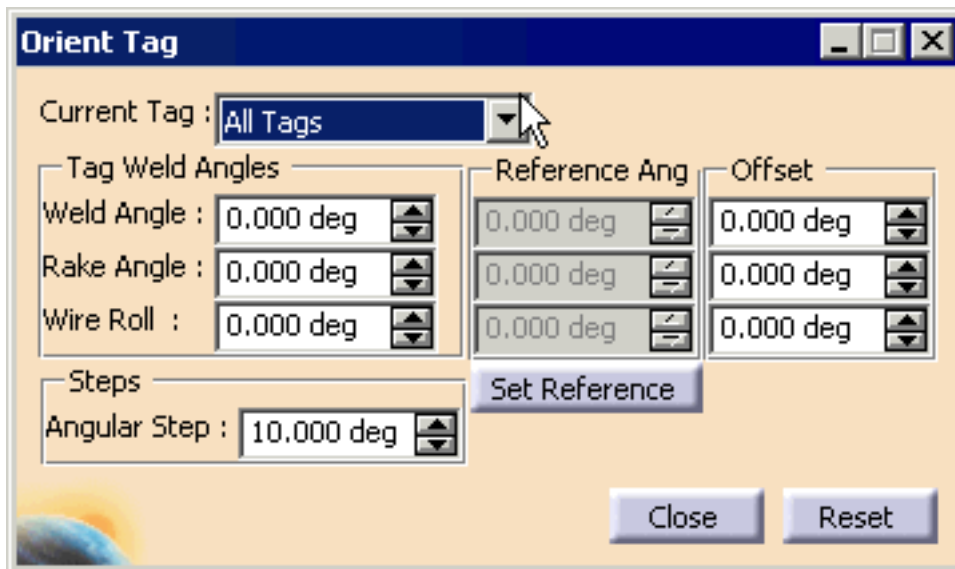 Orient Tag
Current Tag : All Tags
Tag Weld Angles Reference Ang Offset
Weld Angle : 0.000 deg 0.000 deg 0.000 deg
Rake Angle : 0.000 deg 0.000 deg 0.000 deg
Wire Roll : 0.000 deg 0.000 deg 0.000 deg
Steps Set Reference
Angular Step : 10.000 deg
Close Reset